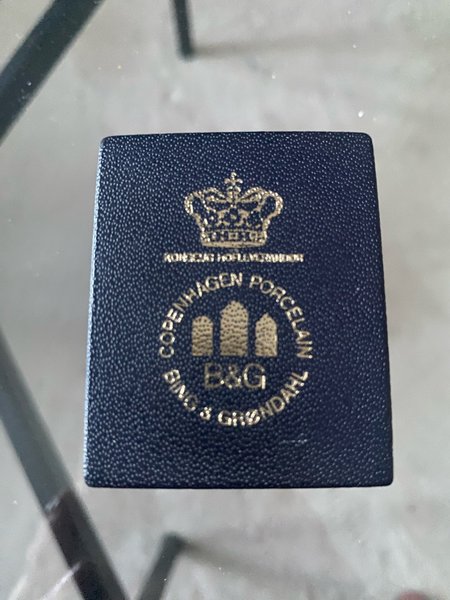 KONGELIG HOFLEVERANDØR
COPENHAGEN PORCELAIN
B&G
BING & GRØNDAHL